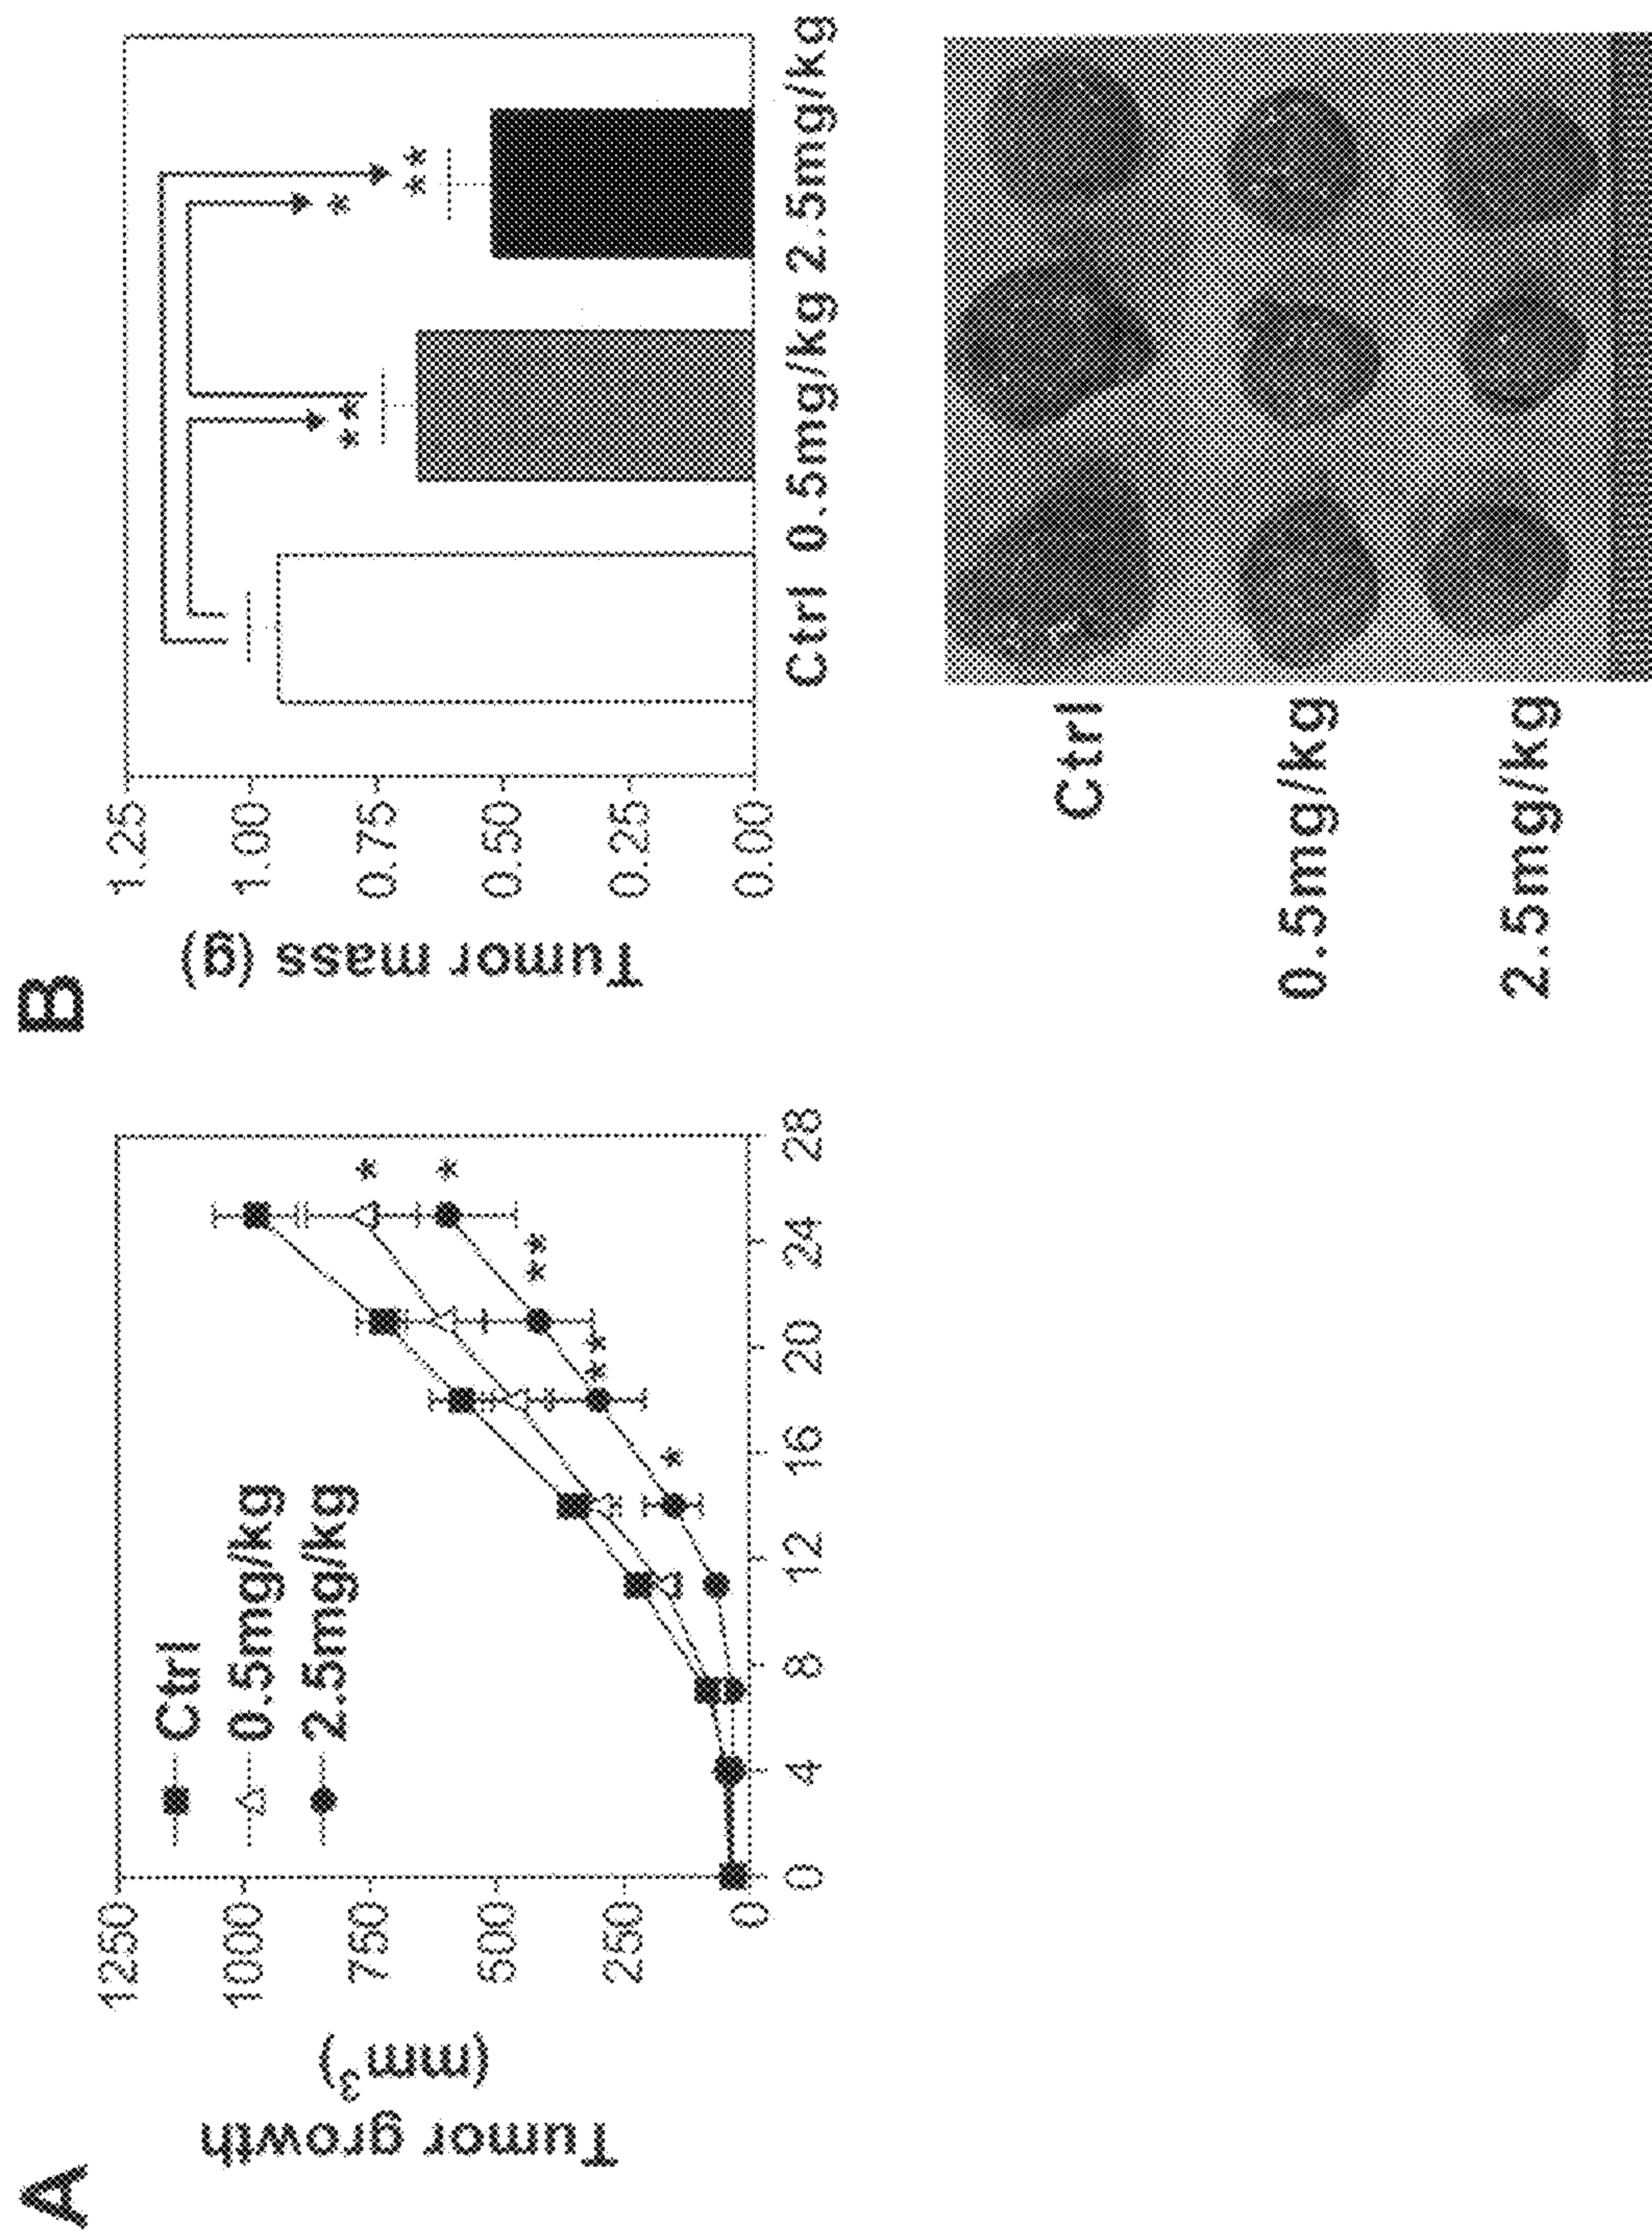 A
Tumor growth
(mm3)
1250
1000
750
500
250
0
0 4 8 12 16 20 24 28
Ctrl
0.5mg/kg
2.5mg/kg
*
**
**
*
*
B
Tumor mass (g)
1.25
1.00
0.75
0.50
0.25
0.00
**
*
**
Ctrl 0.5mg/kg 2.5mg/kg
Ctrl
0.5mg/kg
2.5mg/kg